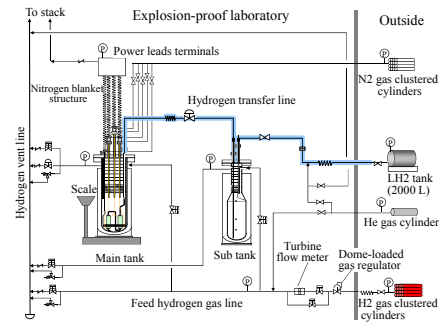 To stack
Explosion-proof laboratory
Outside
P
Power leads terminals
P
N2 gas clustered
cylinders
Nitrogen blanket
structure
Hydrogen transfer line
Hydrogen vent line
P
P
P
LH2 tank
(2000 L)
Scale
He gas cylinder
Main tank
Sub tank
Turbine
flow meter
Dome-loaded
gas regulator
P
P
Feed hydrogen gas line
H2 gas clustered
cylinders